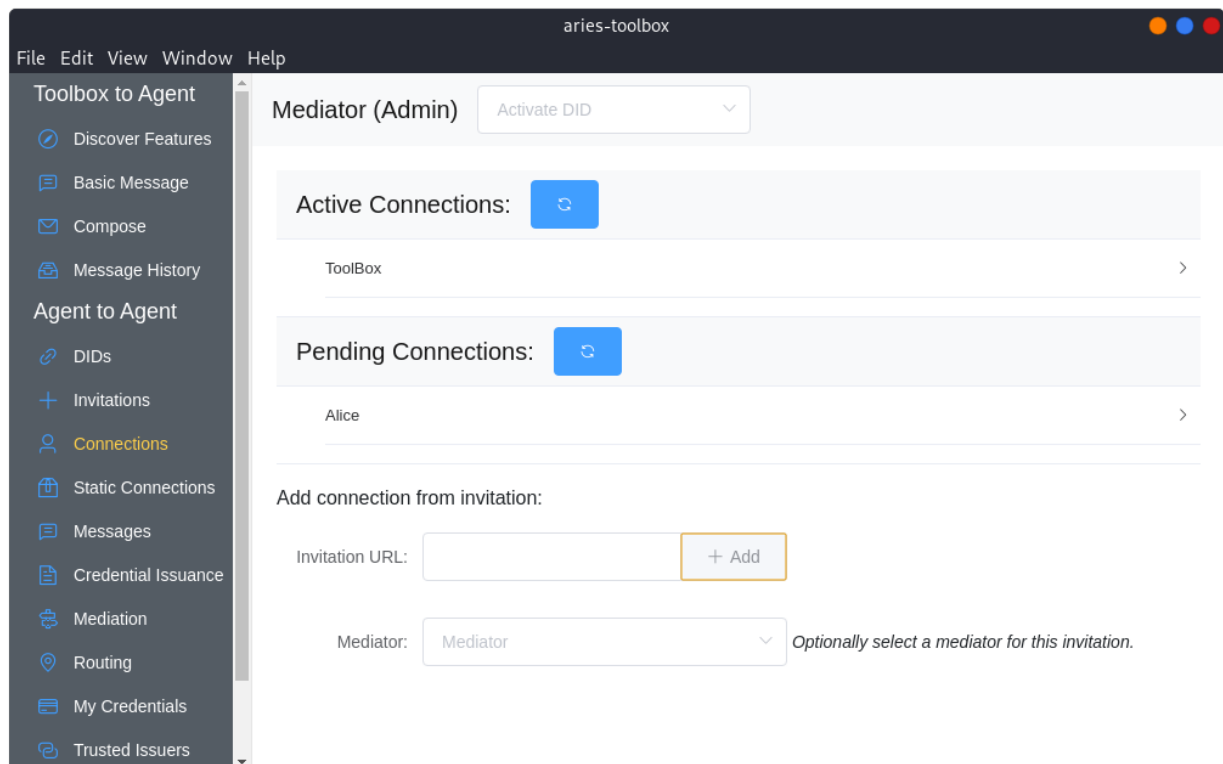 aries-toolbox
File Edit View Window Help
Toolbox to Agent
Discover Features
Basic Message
Compose
Message History
Agent to Agent
DIDs
Invitations
Connections
Static Connections
Messages
Credential Issuance
Mediation
Routing
My Credentials
Trusted Issuers
Mediator (Admin) Activate DID
Active Connections:
ToolBox
Pending Connections:
Alice
Add connection from invitation:
Invitation URL: + Add
Mediator: Mediator Optionally select a mediator for this invitation.